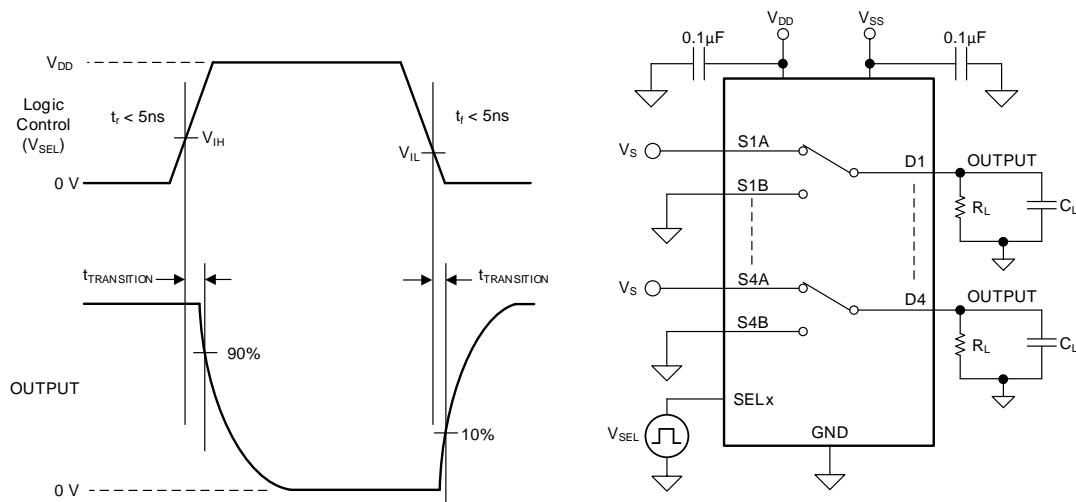 V_DD
Logic
Control
(V_SEL)
t_r < 5ns
V_IH
V_IL
t_f < 5ns
0 V
t_TRANSITION
t_TRANSITION
90%
OUTPUT
10%
0 V
V_DD
V_SS
0.1µF
0.1µF
V_S
S1A
D1
OUTPUT
S1B
R_L
C_L
V_S
S4A
D4
OUTPUT
S4B
R_L
C_L
SELx
V_SEL
GND